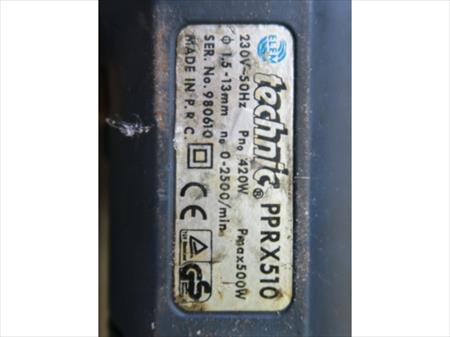 ELEM technic® PPRX510
230V~50Hz Pn₀ 420W Pmax500W
ϕ 1,5-13mm n₀ 0-2500/min
SER. No. 980610
MADE IN P.R.C. CE GS